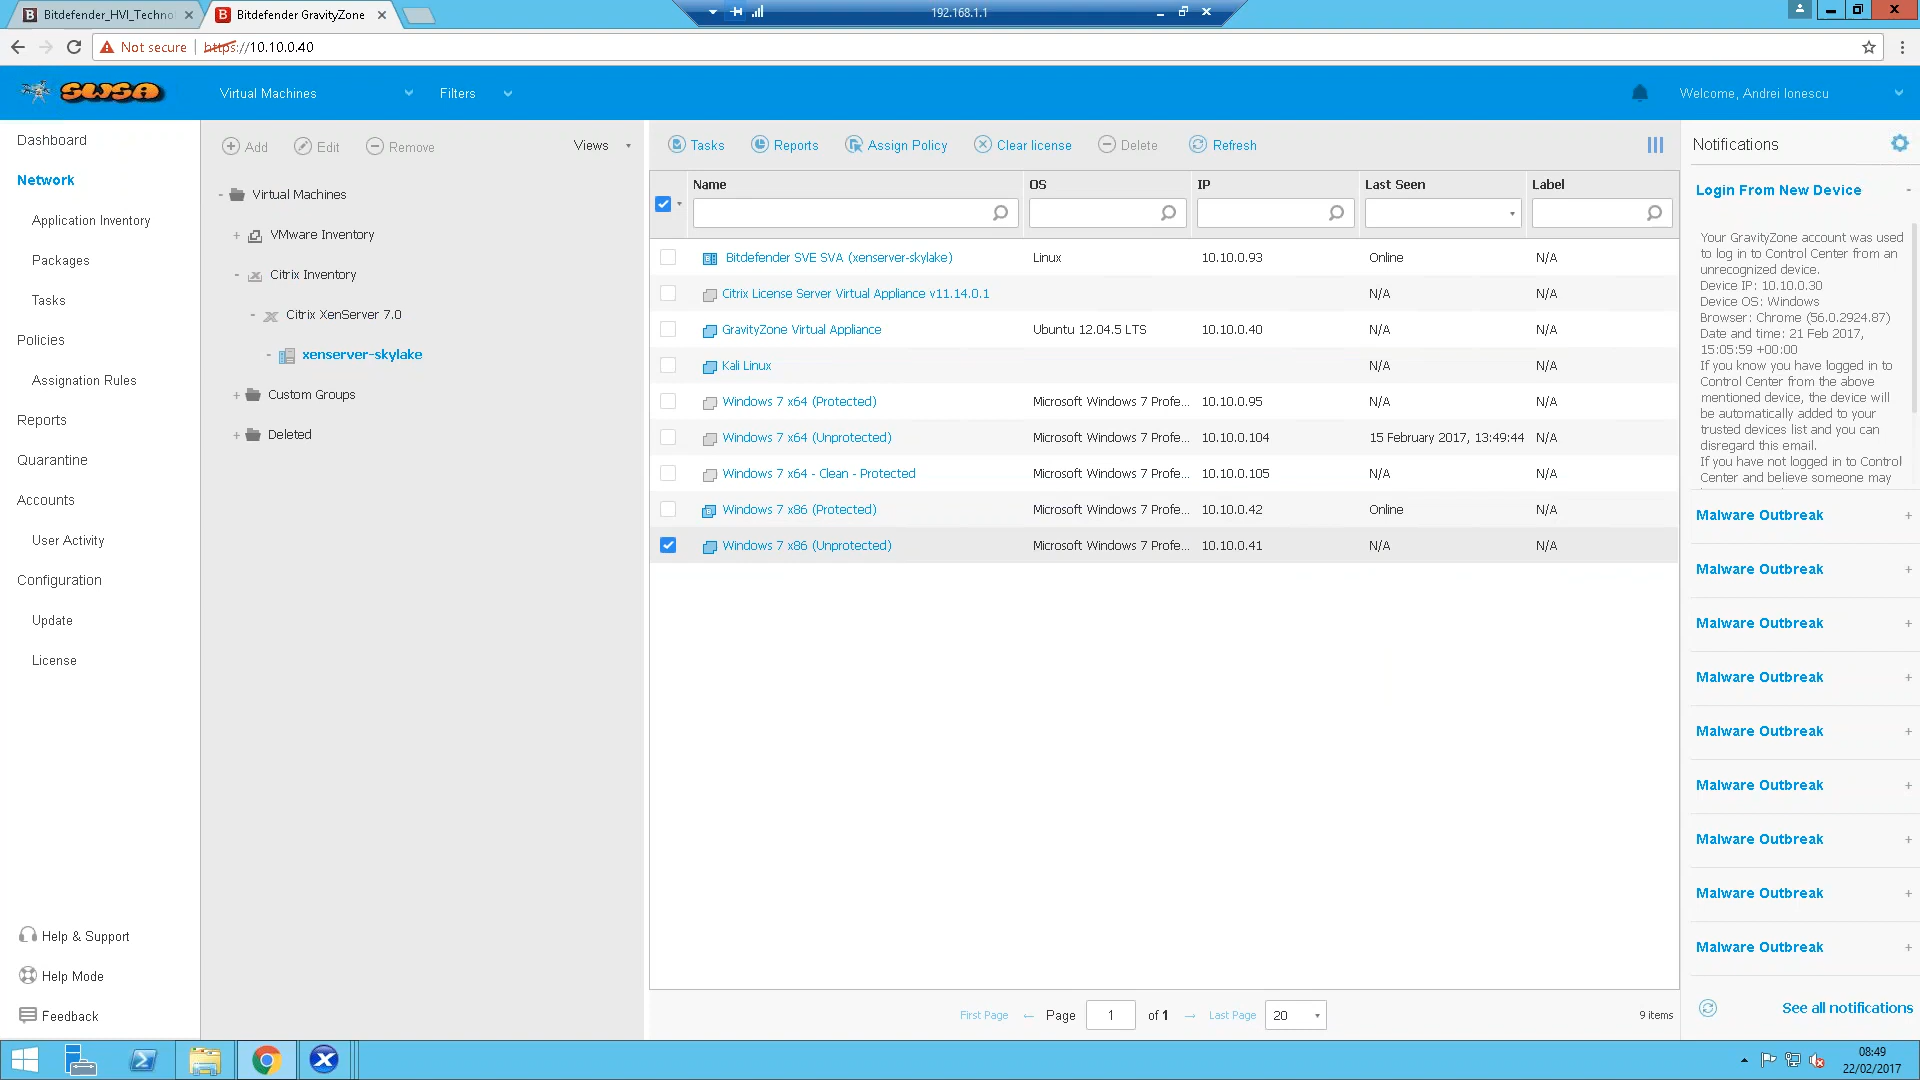 Bitdefender_HVI_Techno
Bitdefender GravityZone
192.168.1.1
Not secure
https://10.10.0.40
SWSA
Virtual Machines
Filters
Welcome, Andrei Ionescu
Dashboard
Network
Application Inventory
Packages
Tasks
Policies
Assignation Rules
Reports
Quarantine
Accounts
User Activity
Configuration
Update
License
Help & Support
Help Mode
Feedback
Add
Edit
Remove
Views
Virtual Machines
VMware Inventory
Citrix Inventory
Citrix XenServer 7.0
xenserver-skylake
Custom Groups
Deleted
Tasks
Reports
Assign Policy
Clear license
Delete
Refresh
Name OS IP Last Seen Label
Bitdefender SVE SVA (xenserver-skylake) Linux 10.10.0.93 Online N/A
Citrix License Server Virtual Appliance v11.14.0.1 N/A N/A
GravityZone Virtual Appliance Ubuntu 12.04.5 LTS 10.10.0.40 N/A N/A
Kali Linux N/A N/A
Windows 7 x64 (Protected) Microsoft Windows 7 Profe... 10.10.0.95 N/A N/A
Windows 7 x64 (Unprotected) Microsoft Windows 7 Profe... 10.10.0.104 15 February 2017, 13:49:44 N/A
Windows 7 x64 - Clean - Protected Microsoft Windows 7 Profe... 10.10.0.105 N/A N/A
Windows 7 x86 (Protected) Microsoft Windows 7 Profe... 10.10.0.42 Online N/A
Windows 7 x86 (Unprotected) Microsoft Windows 7 Profe... 10.10.0.41 N/A N/A
First Page
Page 1 of 1
Last Page
20
9 items
Notifications
Login From New Device
Your GravityZone account was used
to log in to Control Center from an
unrecognized device.
Device IP: 10.10.0.30
Device OS: Windows
Browser: Chrome (56.0.2924.87)
Date and time: 21 Feb 2017,
15:05:59 +00:00
If you know you have logged in to
Control Center from the above
mentioned device, the device will
be automatically added to your
trusted devices list and you can
disregard this email.
If you have not logged in to Control
Center and believe someone may
Malware Outbreak
Malware Outbreak
Malware Outbreak
Malware Outbreak
Malware Outbreak
Malware Outbreak
Malware Outbreak
Malware Outbreak
Malware Outbreak
See all notifications
08:49
22/02/2017